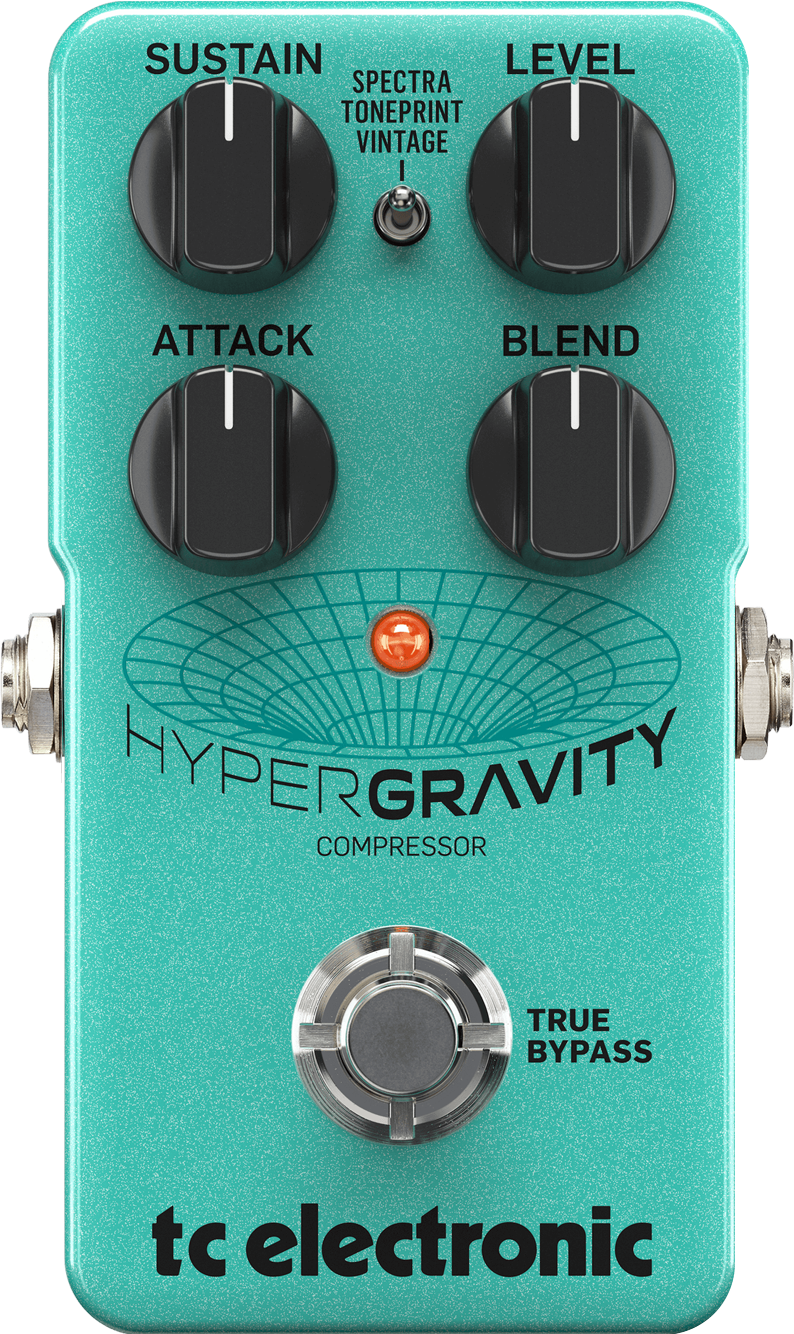 SUSTAIN
LEVEL
SPECTRA
TONEPRINT
VINTAGE
ATTACK
BLEND
HYPERGRAVITY
COMPRESSOR
TRUE
BYPASS
tc electronic